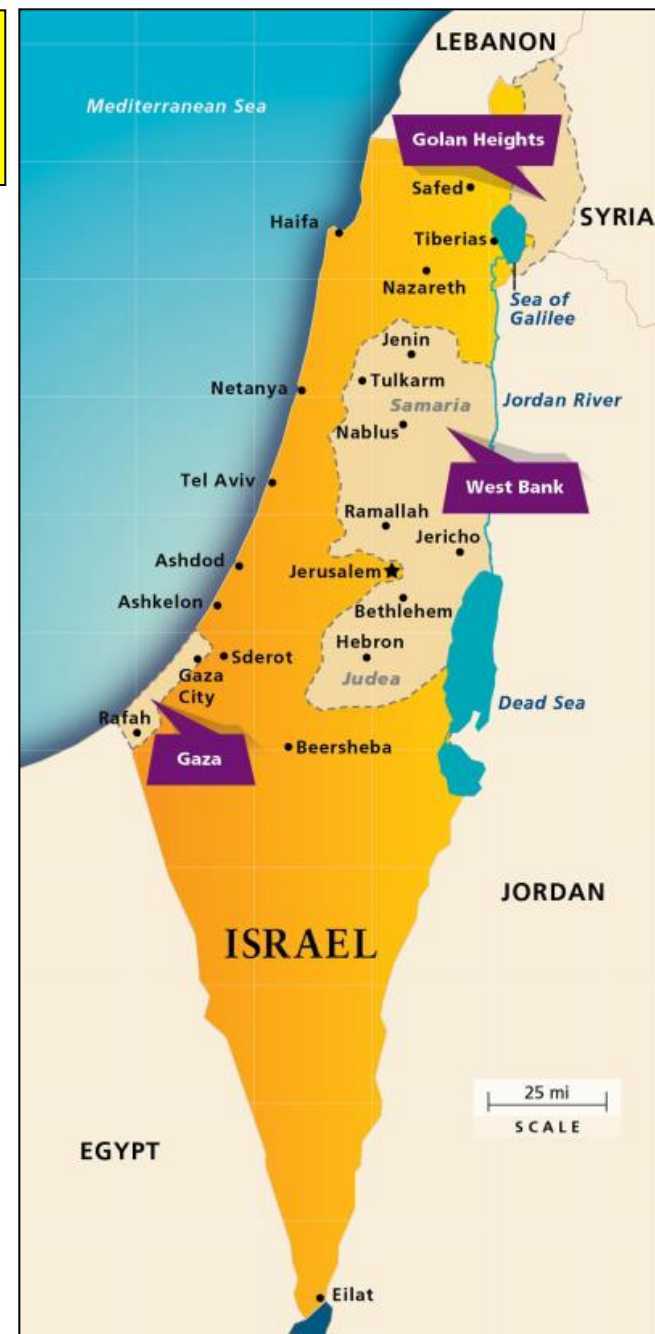 LEBANON
Mediterranean Sea
Golan Heights
Safed
SYRIA
Haifa
Tiberias
Nazareth
Sea of
Galilee
Jenin
Netanya
Tulkarm
Samaria
Jordan River
Nablus
Tel Aviv
West Bank
Ramallah
Jericho
Ashdod
Jerusalem
Ashkelon
Bethlehem
Hebron
Sderot
Gaza
City
Judea
Dead Sea
Rafah
Beersheba
Gaza
JORDAN
ISRAEL
25 mi
SCALE
EGYPT
Eilat